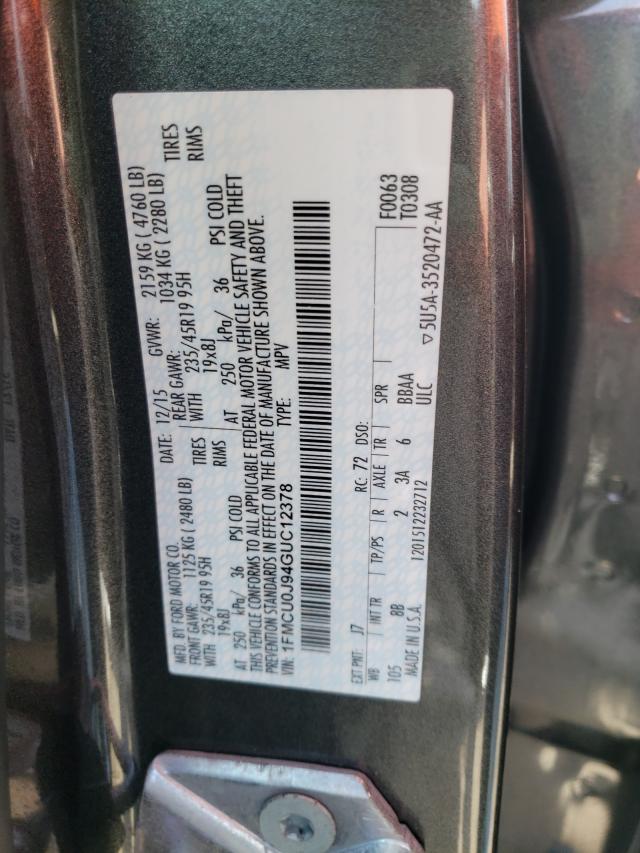 MFD. BY FORD MOTOR CO.
DATE: 12/15 GVWR: 2159 KG ( 4760 LB)
FRONT GAWR: 1125 KG ( 2480 LB) REAR GAWR: 1034 KG ( 2280 LB)
WITH 235/45R19 95H TIRES WITH 235/45R19 95H TIRES
19x8J RIMS 19x8J RIMS
AT 250 kPa/ 36 PSI COLD AT 250 kPa/ 36 PSI COLD
THIS VEHICLE CONFORMS TO ALL APPLICABLE FEDERAL MOTOR VEHICLE SAFETY AND THEFT
PREVENTION STANDARDS IN EFFECT ON THE DATE OF MANUFACTURE SHOWN ABOVE.
VIN: 1FMCU0J94GUC12378 TYPE: MPV
F0063
T0308
EXT PNT: J7 RC: 72 DSO:
WB INT TR TP/PS R AXLE TR SPR
105 8B 2 3A 6 BBAA
ULC
MADE IN U.S.A. 1201512232712
▽5U5A-3520472-AA